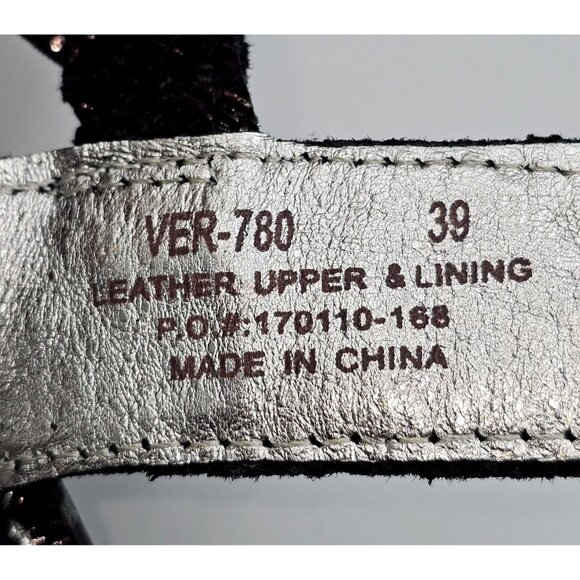 VER-780 39
LEATHER UPPER & LINING
P.O.#:170110-168
MADE IN CHINA